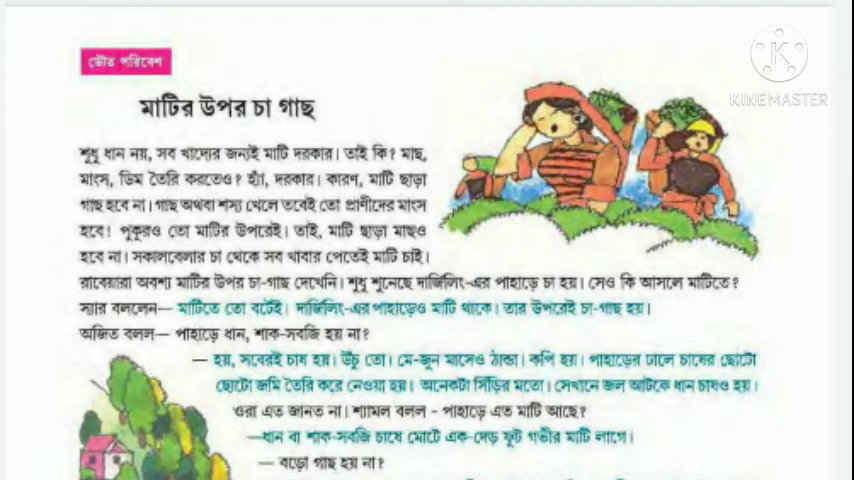 ভৌত পরিবেশ
KINEMASTER
মাটির উপর চা গাছ
শুধু ধান নয়, সব খাদ্যের জন্যই মাটি দরকার। তাই কি? মাছ,
মাংস, ডিম তৈরি করতেও? হ্যাঁ, দরকার। কারণ, মাটি ছাড়া
গাছ হবে না। গাছ অথবা শস্য খেলে তবেই তো প্রাণীদের মাংস
হবে! পুকুরও তো মাটির উপরেই। তাই, মাটি ছাড়া মাছও
হবে না। সকালবেলার চা থেকে সব খাবার পেতেই মাটি চাই।
রাবেয়ারা অবশ্য মাটির উপর চা-গাছ দেখেনি। শুধু শুনেছে দার্জিলিং-এর পাহাড়ে চা হয়। সেও কি আসলে মাটিতে?
স্যার বললেন— মাটিতে তো বটেই। দার্জিলিং-এর পাহাড়েও মাটি থাকে। তার উপরেই চা-গাছ হয়।
অজিত বলল— পাহাড়ে ধান, শাক-সবজি হয় না?
— হয়, সবেরই চাষ হয়। উঁচু তো। মে-জুন মাসেও ঠান্ডা। কপি হয়। পাহাড়ের ঢালে চাষের ছোটো
ছোটো জমি তৈরি করে নেওয়া হয়। অনেকটা সিঁড়ির মতো। সেখানে জল আটকে ধান চাষও হয়।
ওরা এত জানত না। শ্যামল বলল - পাহাড়ে এত মাটি আছে?
—ধান বা শাক-সবজি চাষে মোটে এক-দেড় ফুট গভীর মাটি লাগে।
— বড়ো গাছ হয় না?